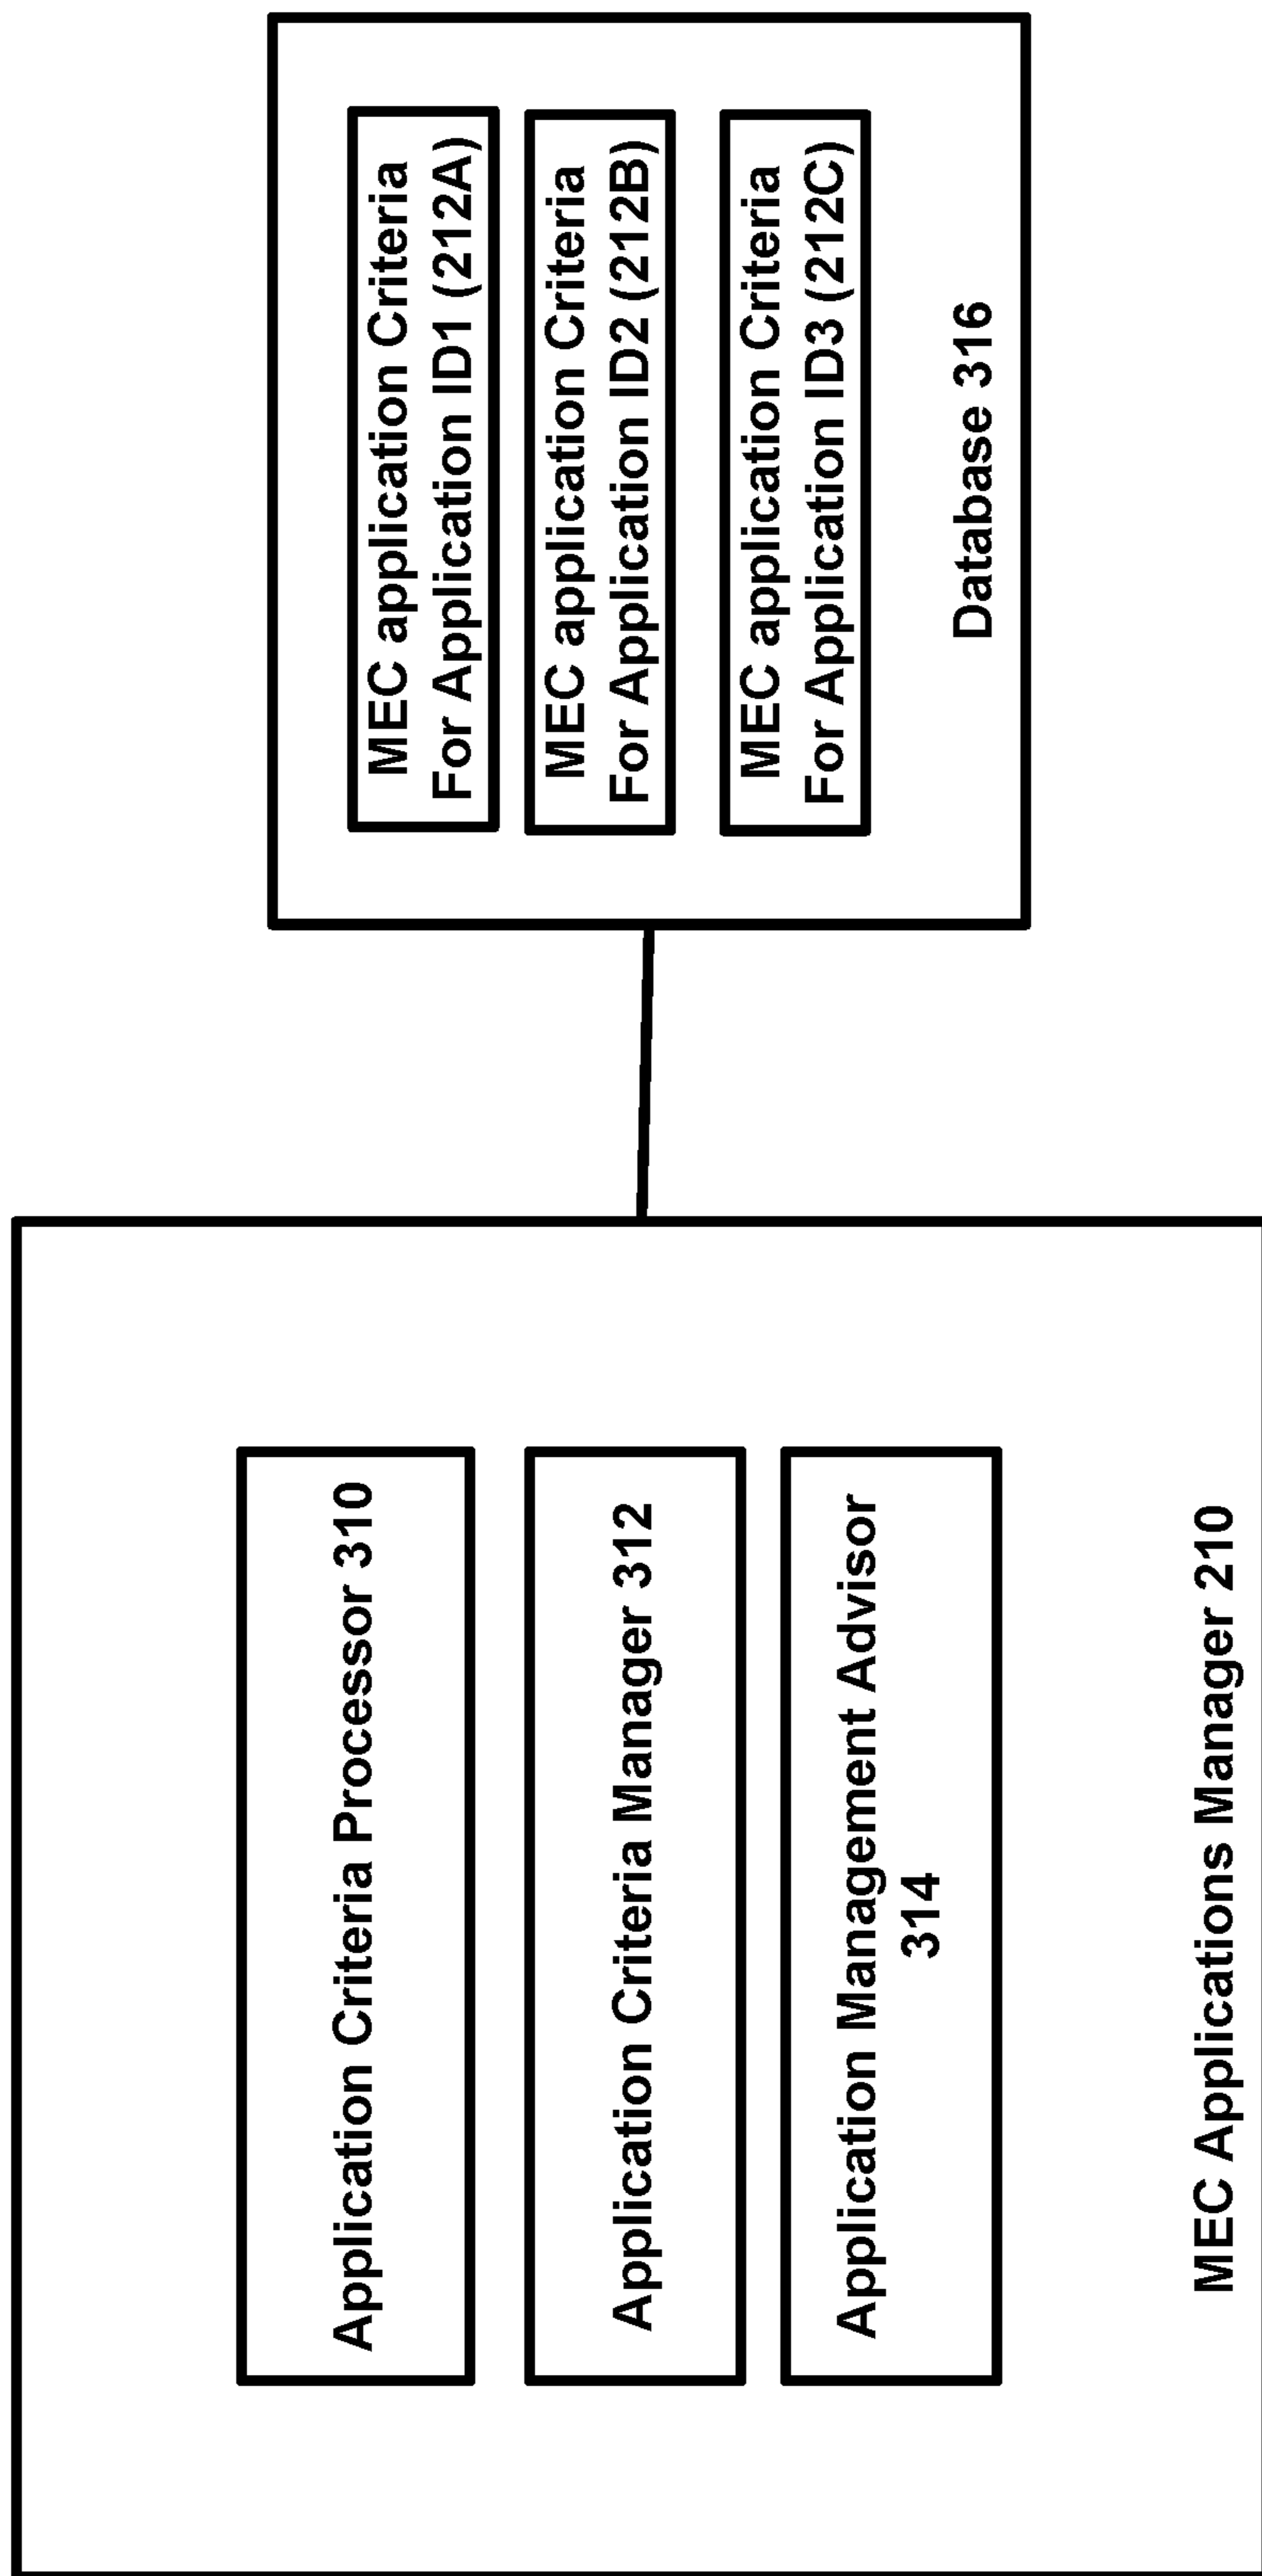 Application Criteria Processor 310
Application Criteria Manager 312
Application Management Advisor
314
MEC Applications Manager 210
MEC application Criteria
For Application ID1 (212A)
MEC application Criteria
For Application ID2 (212B)
MEC application Criteria
For Application ID3 (212C)
Database 316